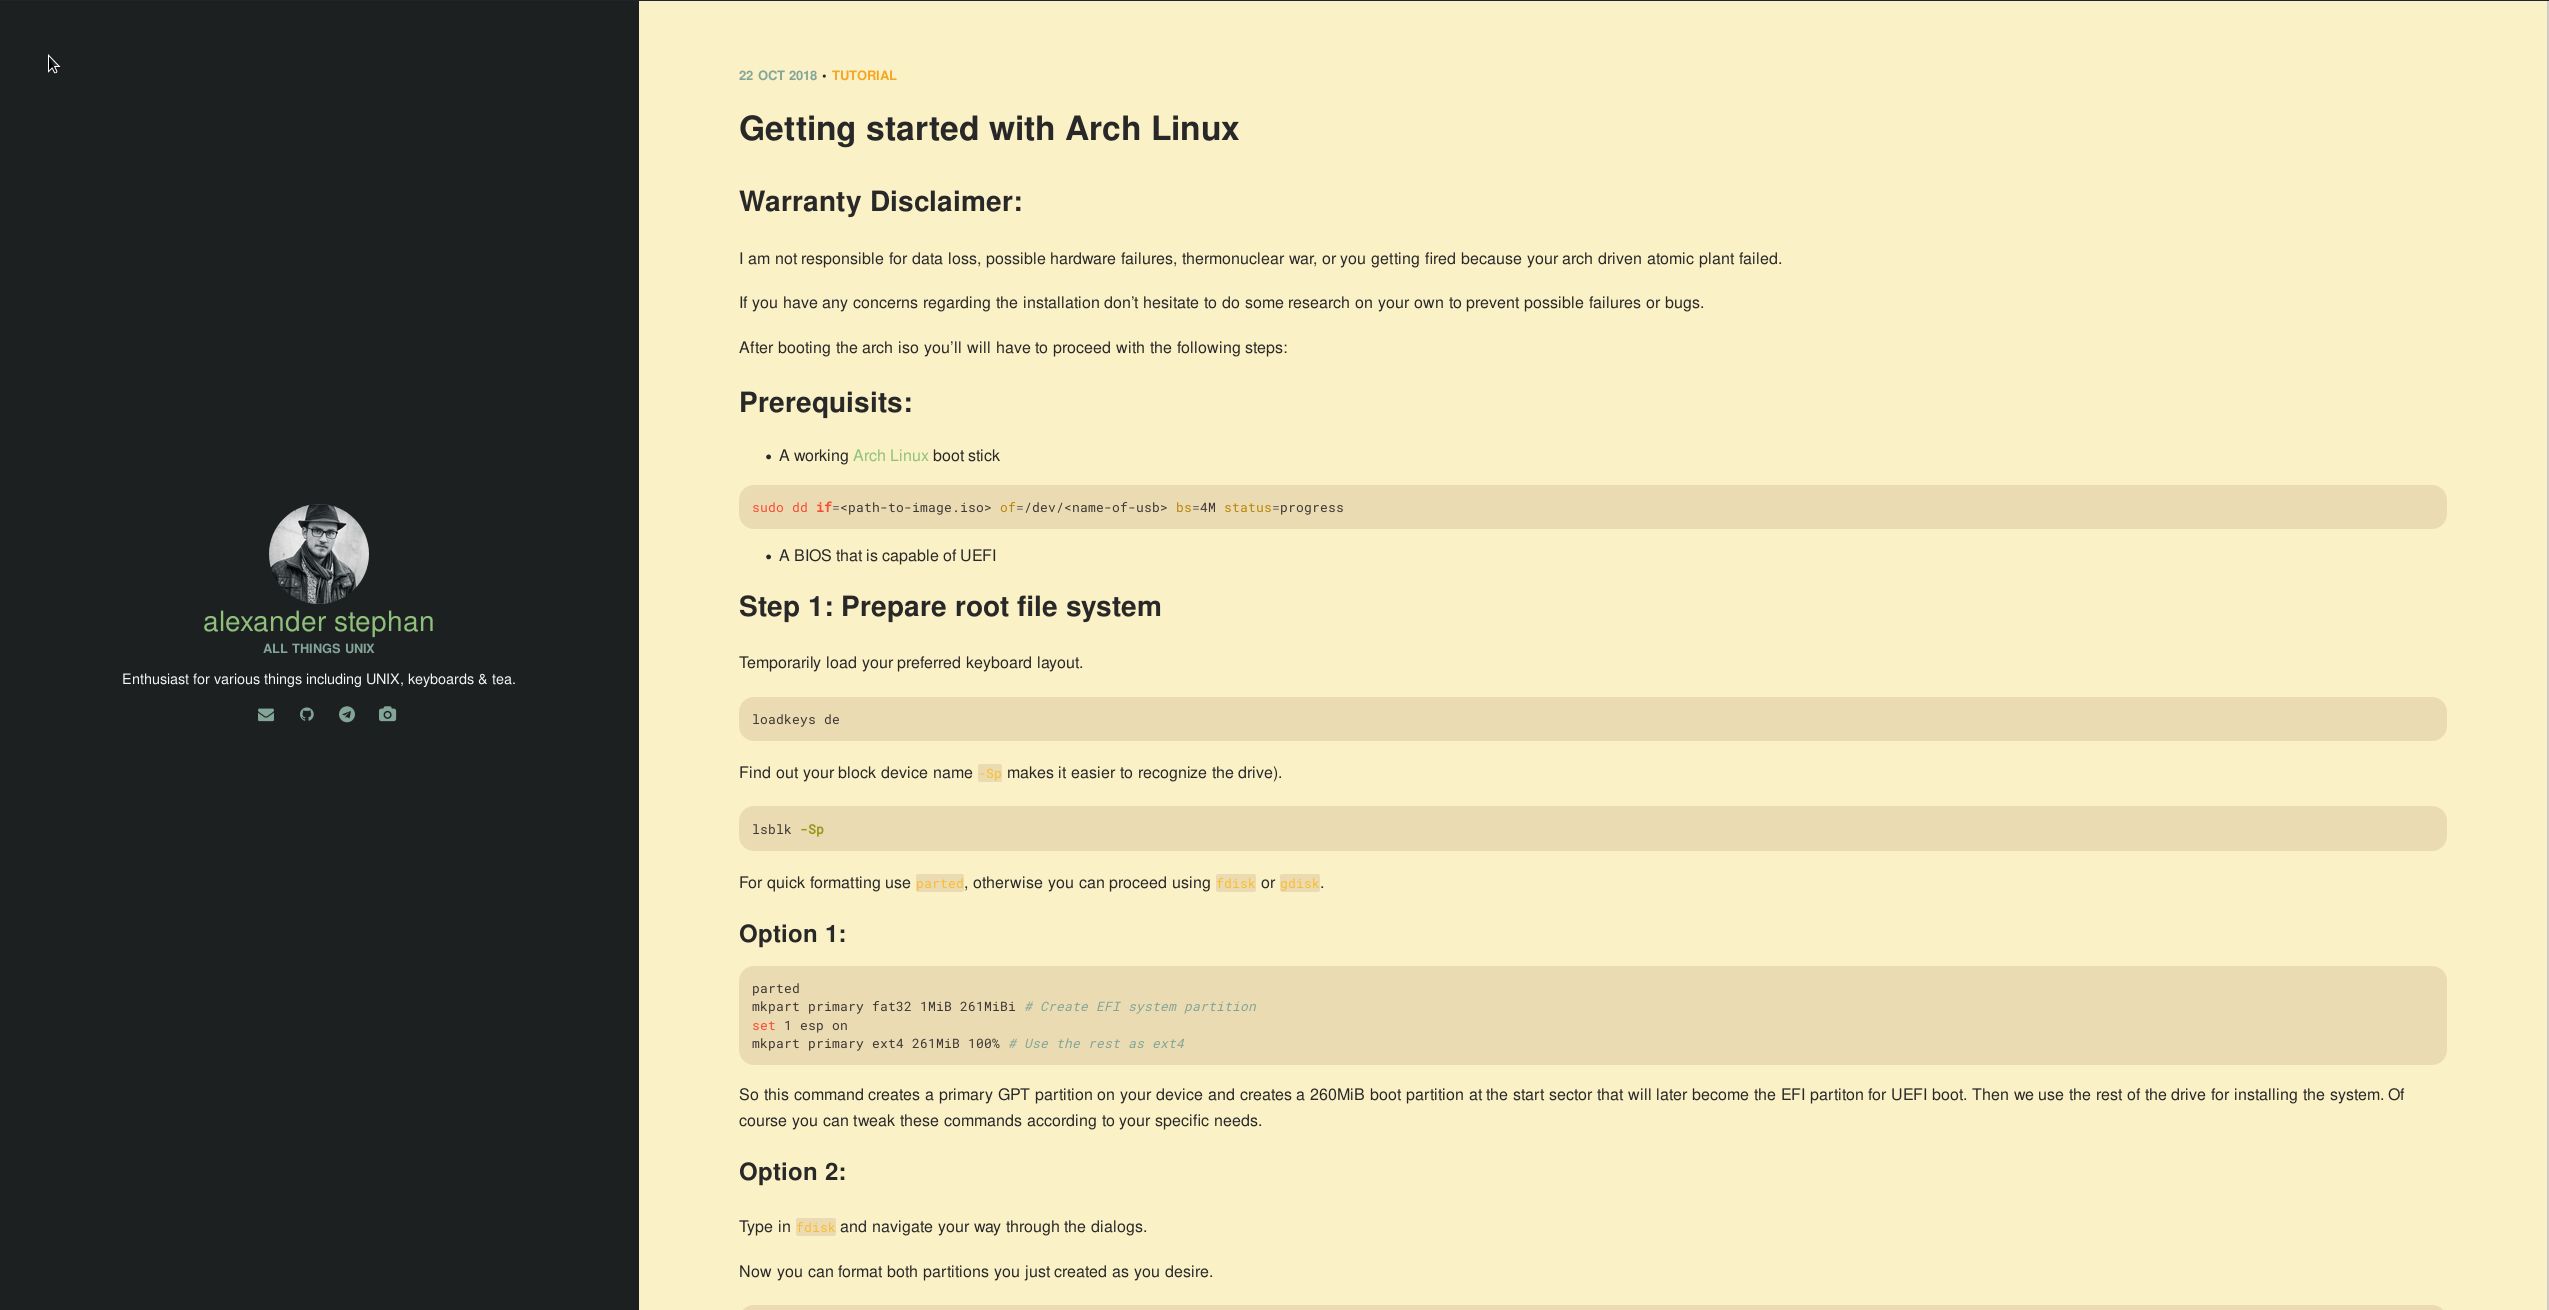 alexander stephan
ALL THINGS UNIX
Enthusiast for various things including UNIX, keyboards & tea.
22 OCT 2018 • TUTORIAL
Getting started with Arch Linux
Warranty Disclaimer:
I am not responsible for data loss, possible hardware failures, thermonuclear war, or you getting fired because your arch driven atomic plant failed.
If you have any concerns regarding the installation don’t hesitate to do some research on your own to prevent possible failures or bugs.
After booting the arch iso you’ll will have to proceed with the following steps:
Prerequisits:
• A working Arch Linux boot stick
sudo dd if=<path-to-image.iso> of=/dev/<name-of-usb> bs=4M status=progress
• A BIOS that is capable of UEFI
Step 1: Prepare root file system
Temporarily load your preferred keyboard layout.
loadkeys de
Find out your block device name -Sp makes it easier to recognize the drive).
lsblk -Sp
For quick formatting use parted, otherwise you can proceed using fdisk or gdisk.
Option 1:
parted
mkpart primary fat32 1MiB 261MiBi # Create EFI system partition
set 1 esp on
mkpart primary ext4 261MiB 100% # Use the rest as ext4
So this command creates a primary GPT partition on your device and creates a 260MiB boot partition at the start sector that will later become the EFI partiton for UEFI boot. Then we use the rest of the drive for installing the system. Of
course you can tweak these commands according to your specific needs.
Option 2:
Type in fdisk and navigate your way through the dialogs.
Now you can format both partitions you just created as you desire.